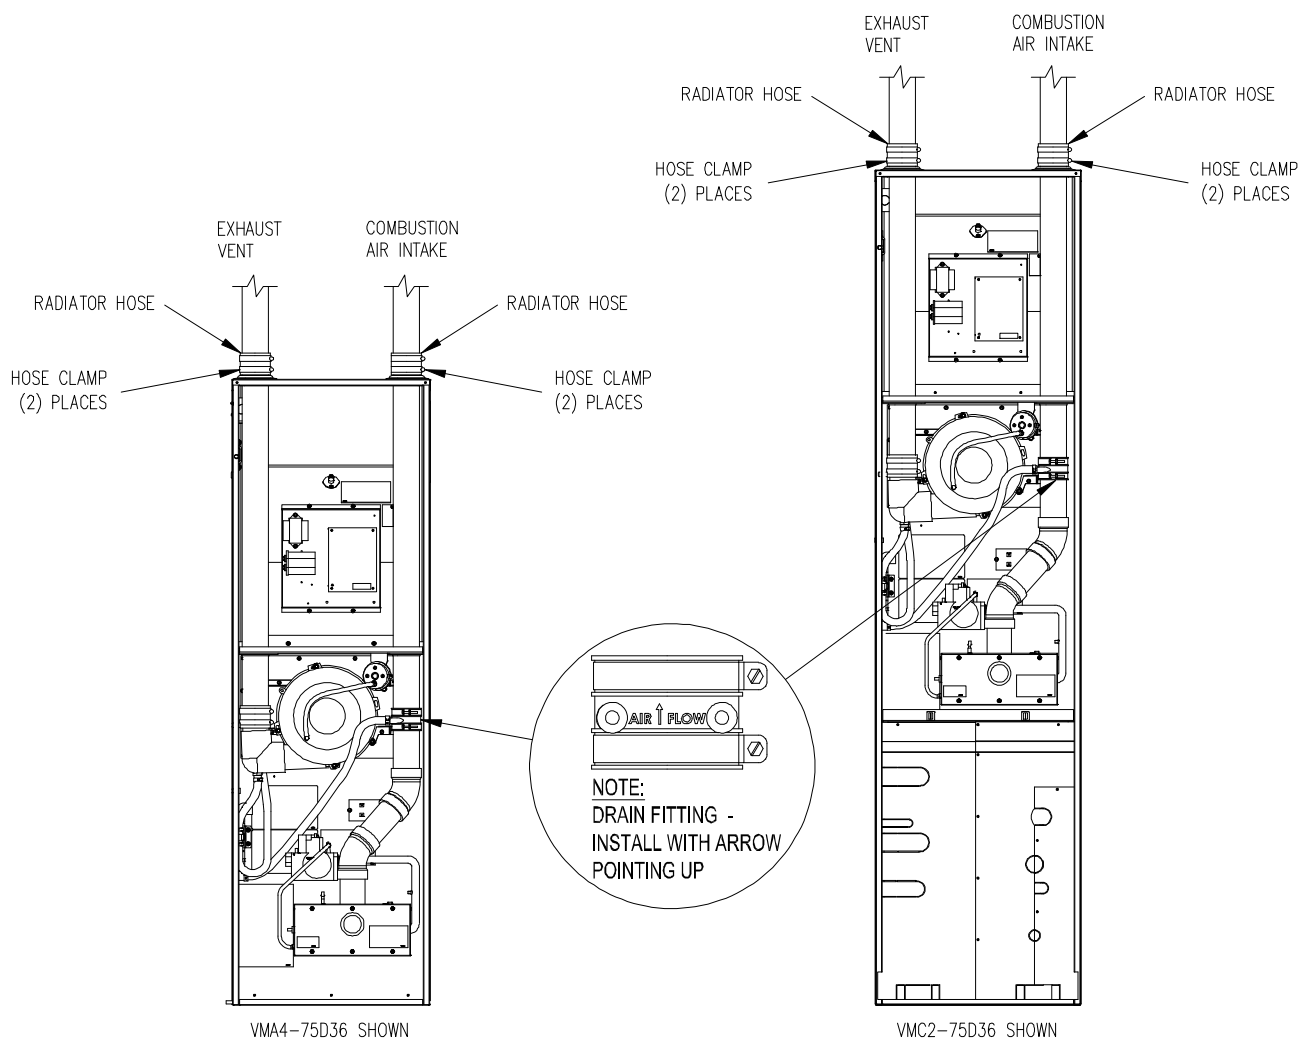 EXHAUST
VENT
COMBUSTION
AIR INTAKE
RADIATOR HOSE
RADIATOR HOSE
HOSE CLAMP
(2) PLACES
HOSE CLAMP
(2) PLACES
EXHAUST
VENT
COMBUSTION
AIR INTAKE
RADIATOR HOSE
RADIATOR HOSE
HOSE CLAMP
(2) PLACES
HOSE CLAMP
(2) PLACES
AIR ↑ FLOW
NOTE:
DRAIN FITTING -
INSTALL WITH ARROW
POINTING UP
VMA4-75D36 SHOWN
VMC2-75D36 SHOWN